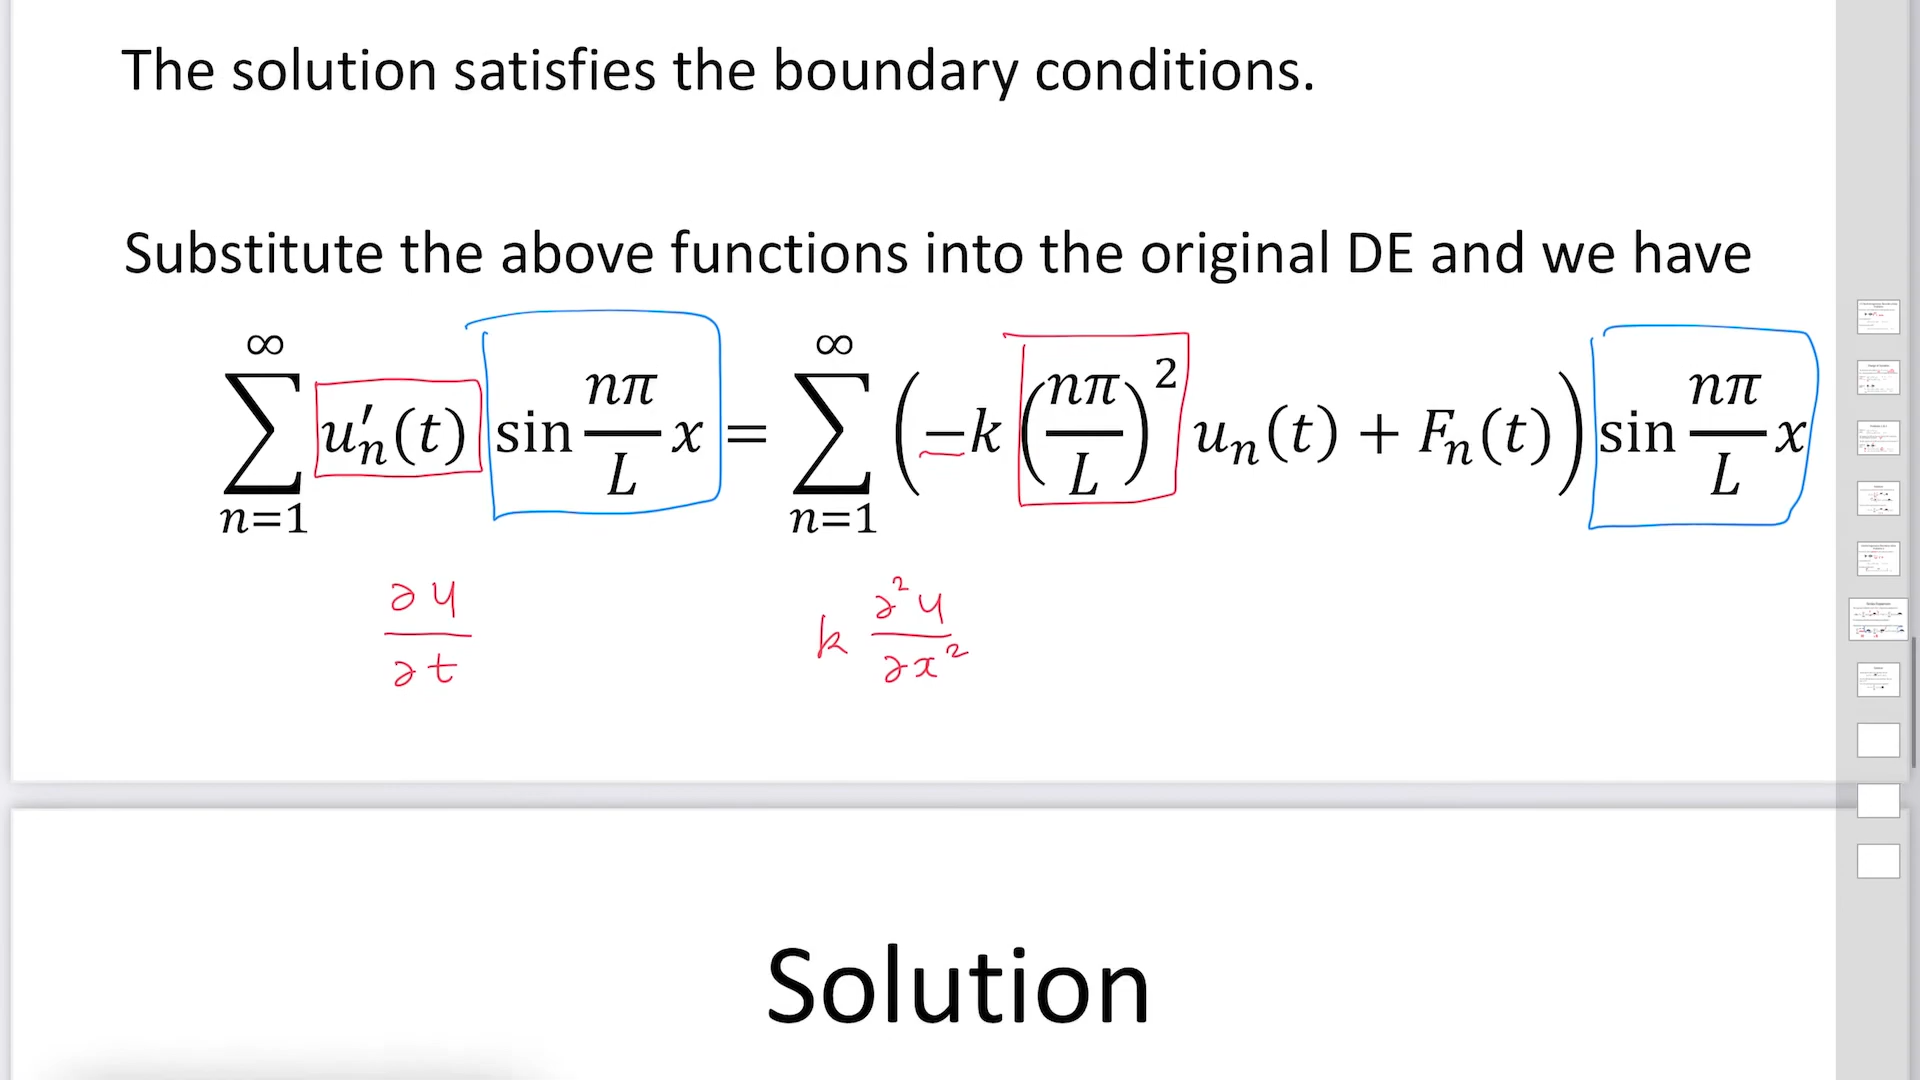 The solution satisfies the boundary conditions.
Substitute the above functions into the original DE and we have
∑_{n=1}^{∞} u′_n(t) sin nπ/L x = ∑_{n=1}^{∞} (−k (nπ/L)² u_n(t) + F_n(t)) sin nπ/L x
∂u/∂t k ∂²u/∂x²
Solution